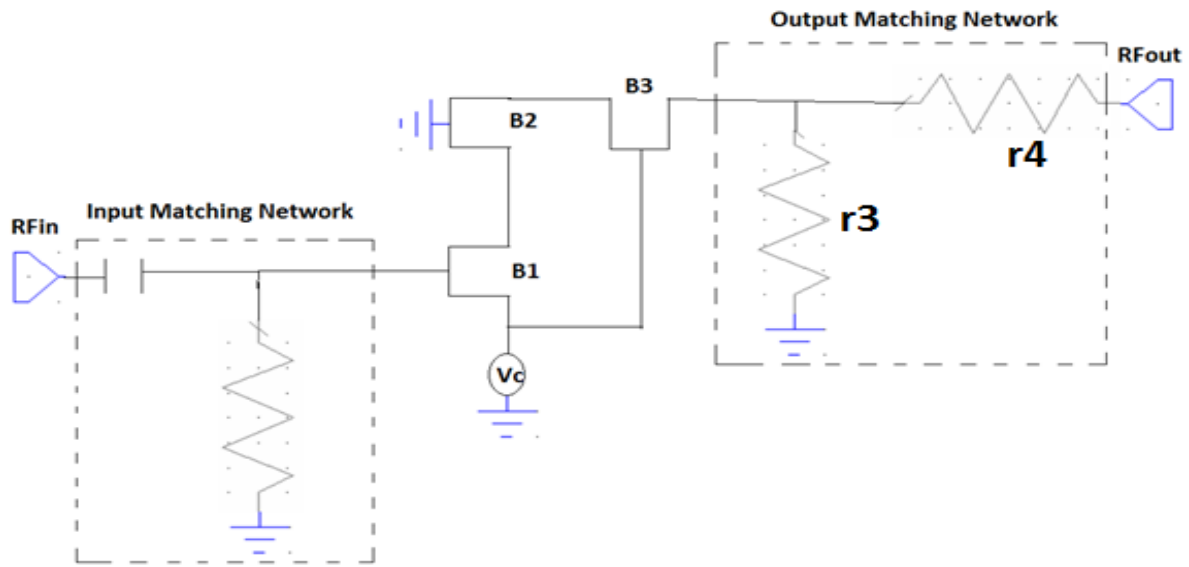 Output Matching Network
RFout
B3
B2
r4
Input Matching Network
r3
RFin
B1
Vc